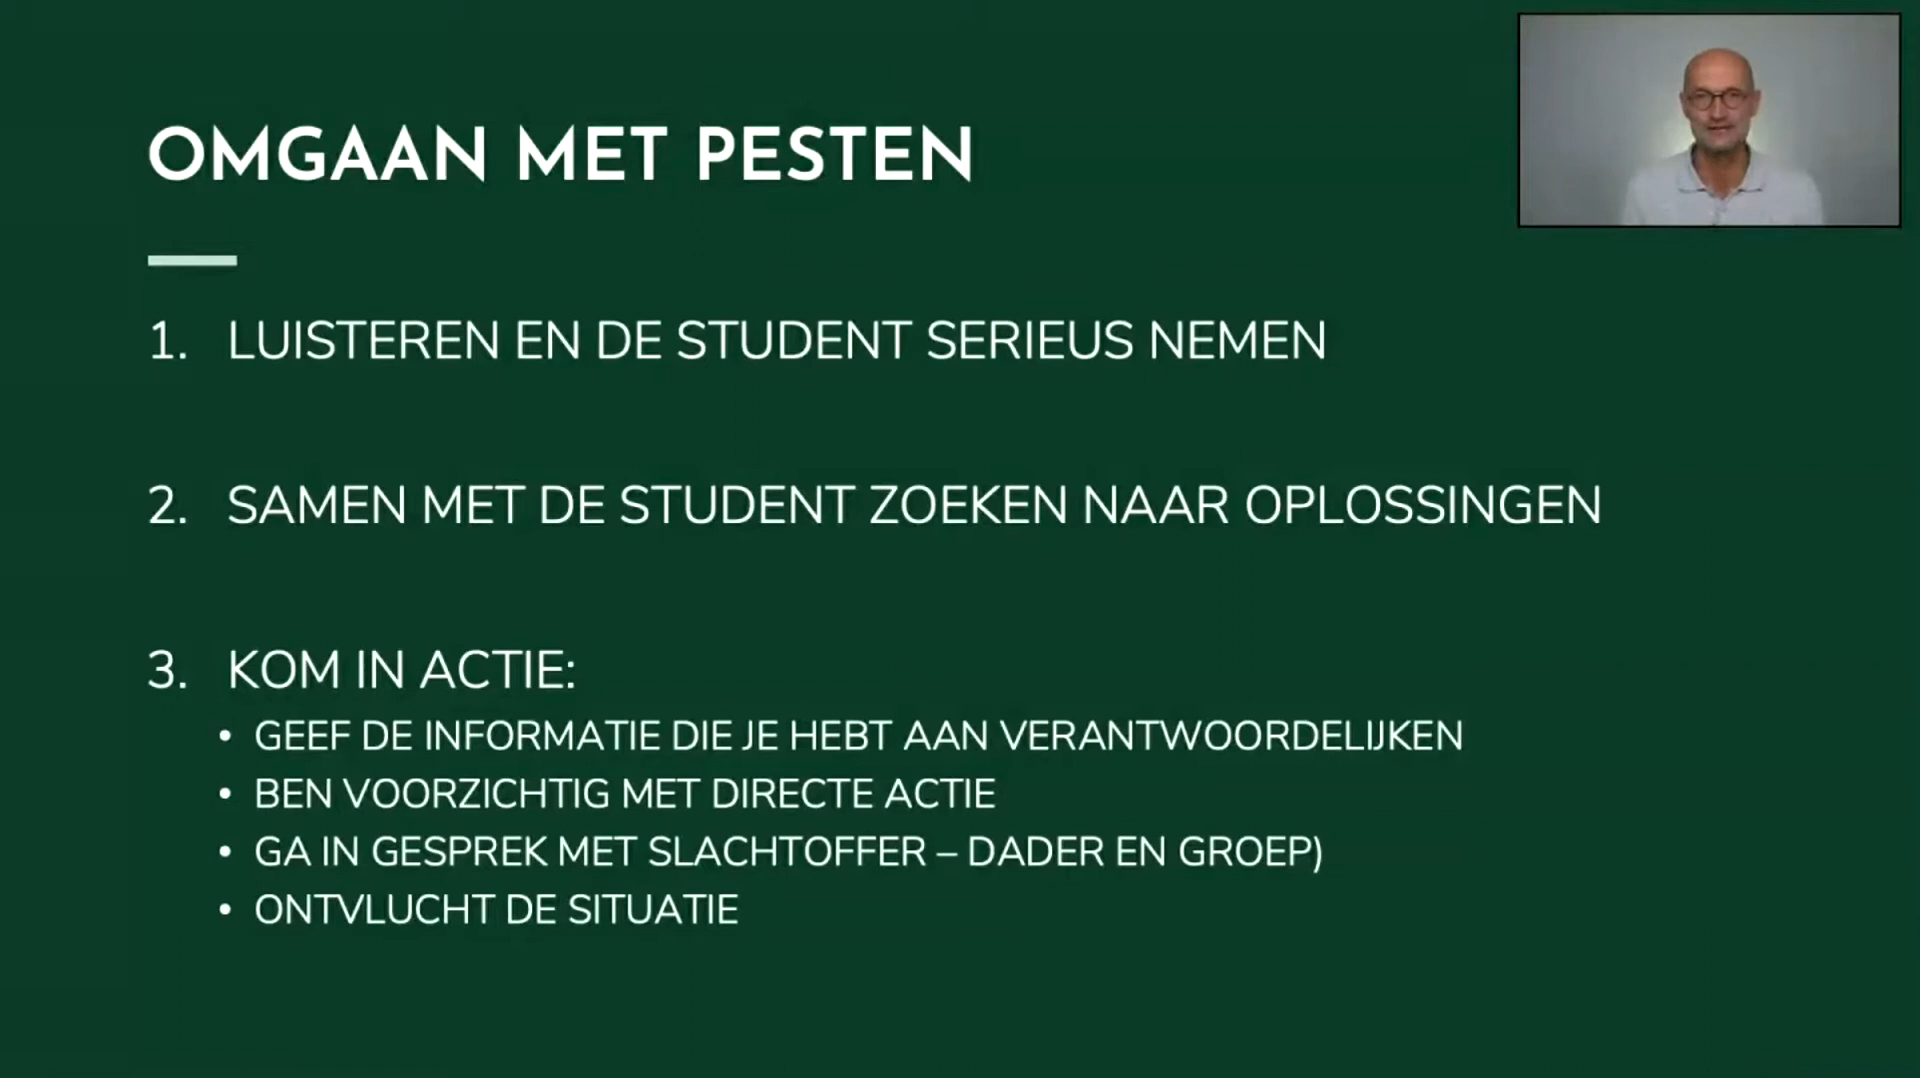 OMGAAN MET PESTEN
1. LUISTEREN EN DE STUDENT SERIEUS NEMEN
2. SAMEN MET DE STUDENT ZOEKEN NAAR OPLOSSINGEN
3. KOM IN ACTIE:
• GEEF DE INFORMATIE DIE JE HEBT AAN VERANTWOORDELIJKEN
• BEN VOORZICHTIG MET DIRECTE ACTIE
• GA IN GESPREK MET SLACHTOFFER – DADER EN GROEP)
• ONTVLUCHT DE SITUATIE